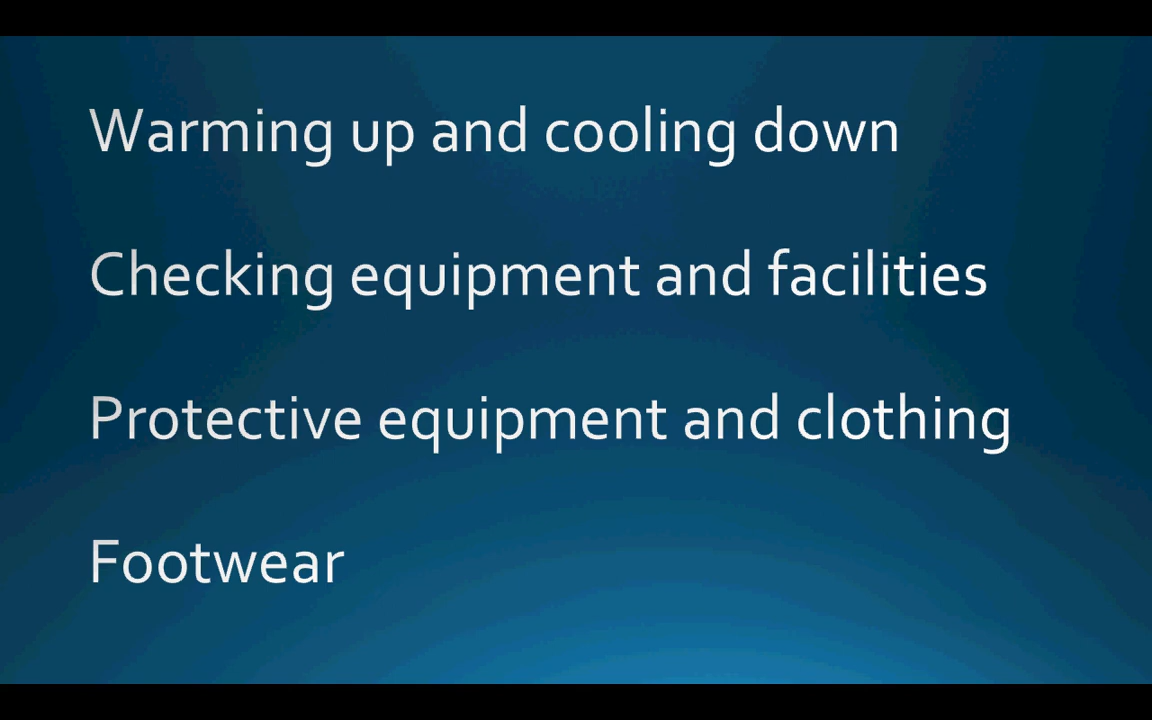 Warming up and cooling down
Checking equipment and facilities
Protective equipment and clothing
Footwear